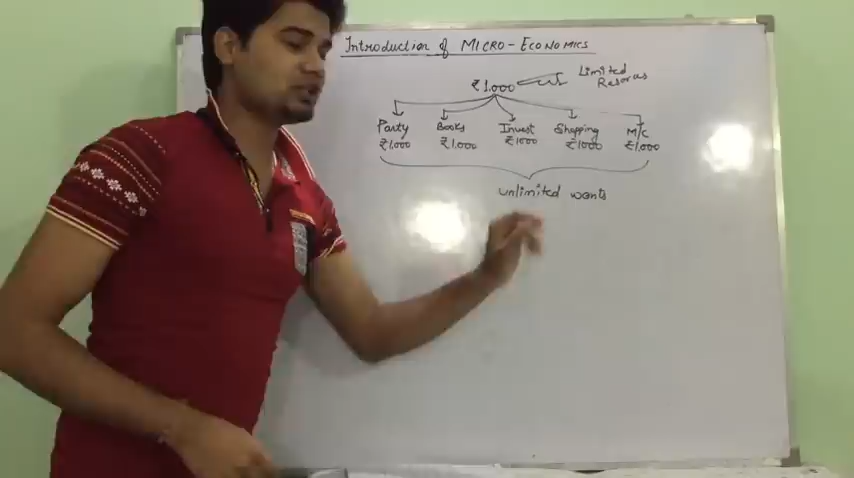 Introduction of MICRO-ECONOMICS
₹1,000 Limited
Resorus
Party Books Invest Shopping M/C
₹1,000 ₹1,000 ₹1000 ₹1000 ₹1,000
unlimited wants